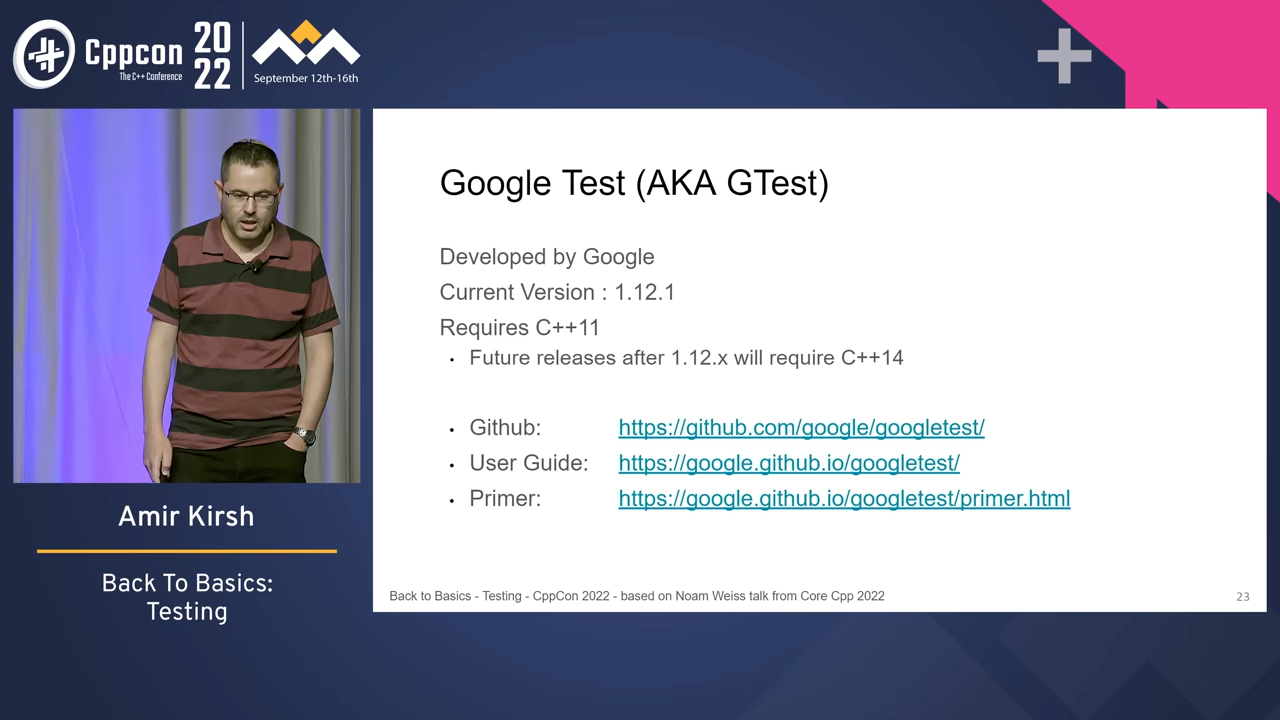 Cppcon
The C++ Conference
20
22
September 12th-16th
Google Test (AKA GTest)
Developed by Google
Current Version : 1.12.1
Requires C++11
• Future releases after 1.12.x will require C++14
• Github: https://github.com/google/googletest/
• User Guide: https://google.github.io/googletest/
• Primer: https://google.github.io/googletest/primer.html
Back to Basics - Testing - CppCon 2022 - based on Noam Weiss talk from Core Cpp 2022
23
Amir Kirsh
Back To Basics:
Testing